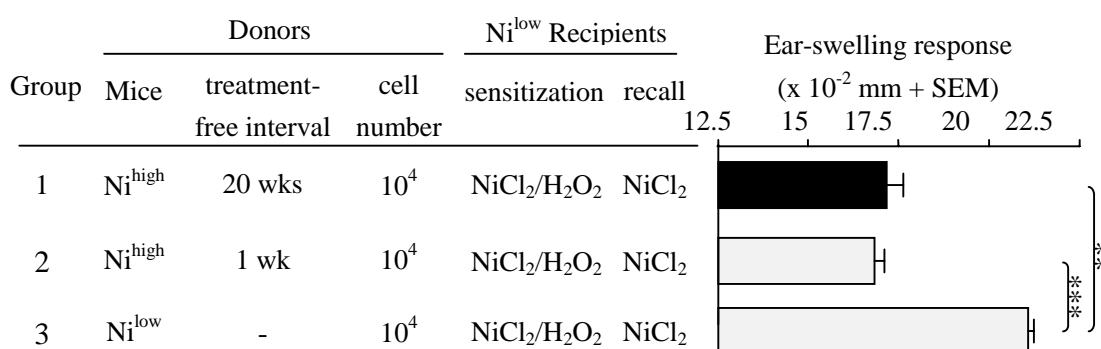 Donors Ni^low Recipients Ear-swelling response
Group Mice treatment-free interval cell number sensitization recall (x 10^-2 mm + SEM)
12.5 15 17.5 20 22.5
1 Ni^high 20 wks 10^4 NiCl₂/H₂O₂ NiCl₂
2 Ni^high 1 wk 10^4 NiCl₂/H₂O₂ NiCl₂
3 Ni^low - 10^4 NiCl₂/H₂O₂ NiCl₂
**
***